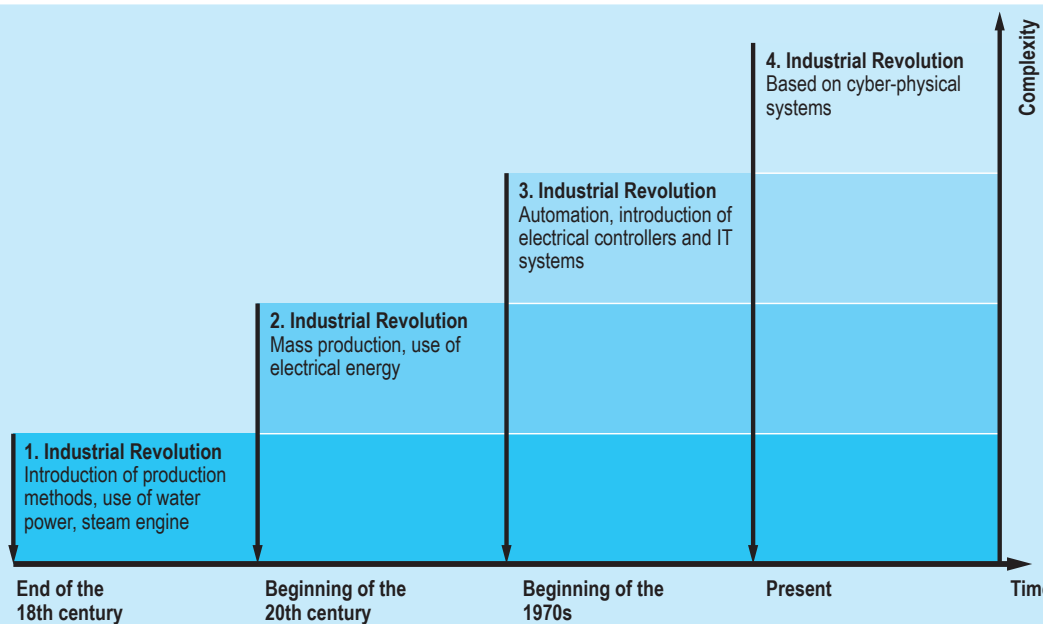 4. Industrial Revolution
Based on cyber-physical
systems
Complexity
3. Industrial Revolution
Automation, introduction of
electrical controllers and IT
systems
2. Industrial Revolution
Mass production, use of
electrical energy
1. Industrial Revolution
Introduction of production
methods, use of water
power, steam engine
End of the
18th century
Beginning of the
20th century
Beginning of the
1970s
Present
Tim